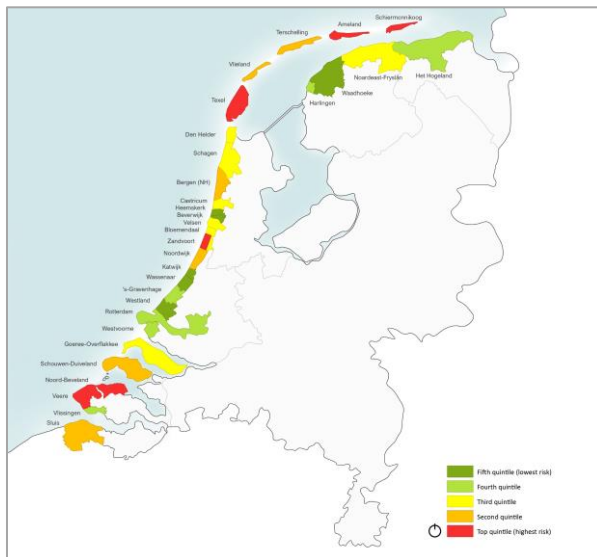 Schiermonnikoog
Ameland
Terschelling
Vlieland
Texel
Noardeast-Fryslân
Het Hogeland
Waadhoeke
Harlingen
Den Helder
Schagen
Bergen (NH)
Castricum
Heemskerk
Beverwijk
Velsen
Bloemendaal
Zandvoort
Noordwijk
Katwijk
Wassenaar
's-Gravenhage
Westland
Rotterdam
Westvoorne
Goeree-Overflakkee
Schouwen-Duiveland
Noord-Beveland
Veere
Vlissingen
Sluis
Fifth quintile (lowest risk)
Fourth quintile
Third quintile
Second quintile
Top quintile (highest risk)